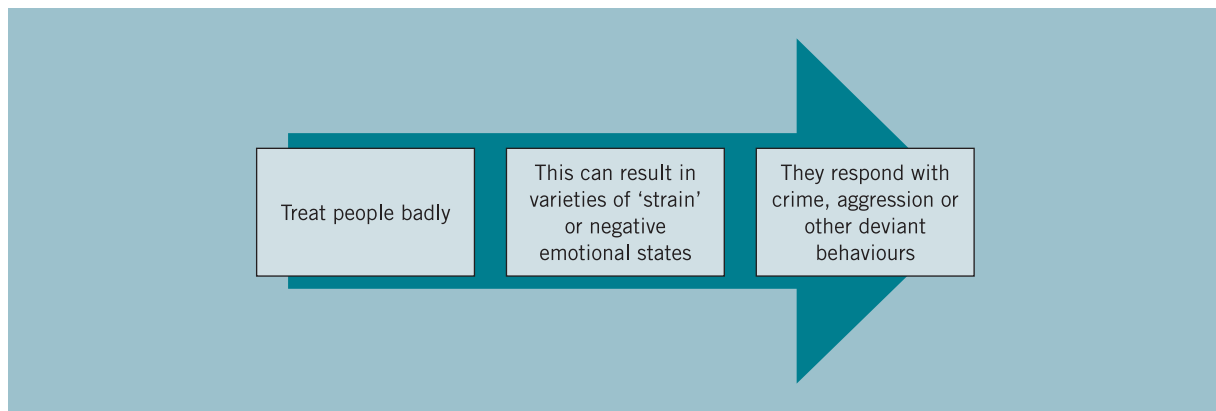 Treat people badly
This can result in
varieties of ‘strain’
or negative
emotional states
They respond with
crime, aggression or
other deviant
behaviours